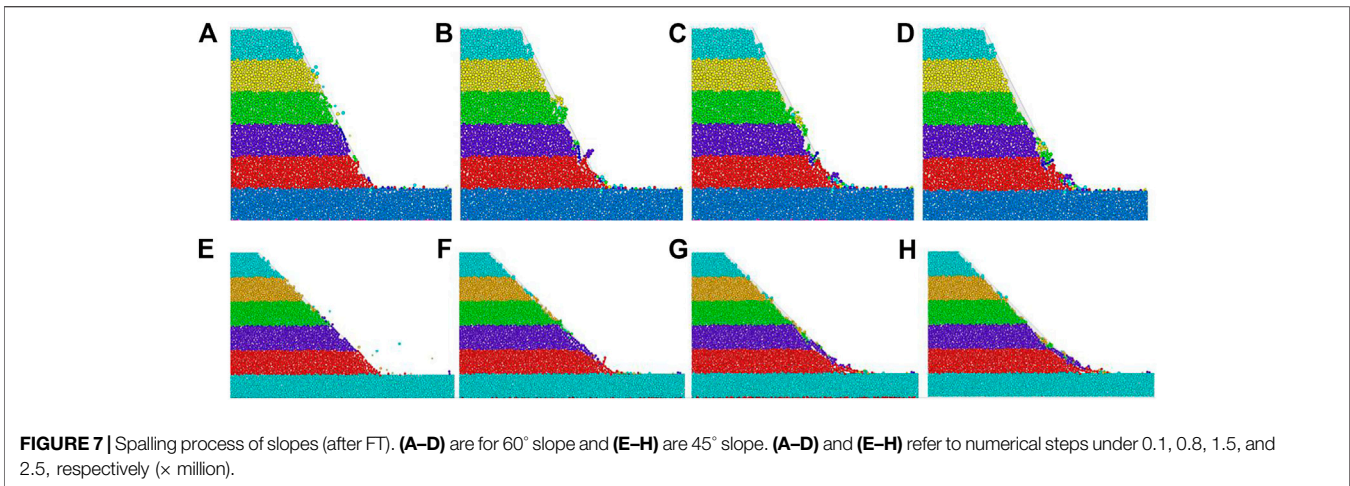 A
B
C
D
E
F
G
H
FIGURE 7 | Spalling process of slopes (after FT). (A–D) are for 60° slope and (E–H) are 45° slope. (A–D) and (E–H) refer to numerical steps under 0.1, 0.8, 1.5, and
2.5, respectively (× million).